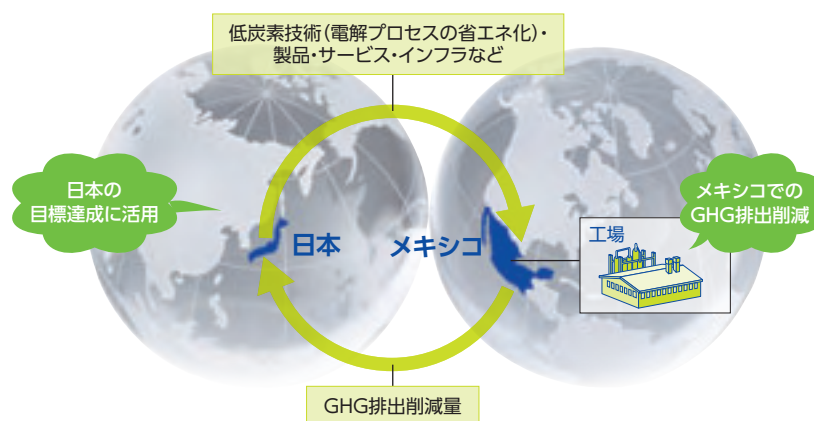 低炭素技術(電解プロセスの省エネ化)・
製品・サービス・インフラなど
日本の
目標達成に活用
日本
メキシコ
メキシコでの
GHG排出削減
工場
GHG排出削減量